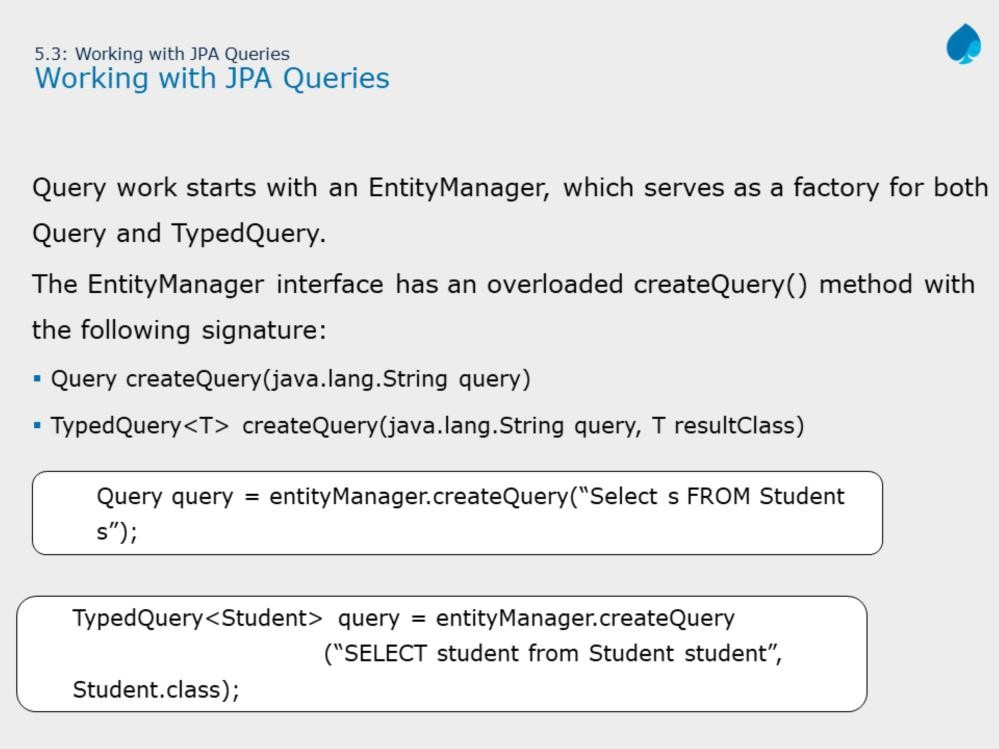 5.3: Working with JPA Queries
Working with JPA Queries
Query work starts with an EntityManager, which serves as a factory for both
Query and TypedQuery.
The EntityManager interface has an overloaded createQuery() method with
the following signature:
▪ Query createQuery(java.lang.String query)
▪ TypedQuery<T> createQuery(java.lang.String query, T resultClass)
Query query = entityManager.createQuery(“Select s FROM Student
s”);
TypedQuery<Student> query = entityManager.createQuery
(“SELECT student from Student student”,
Student.class);